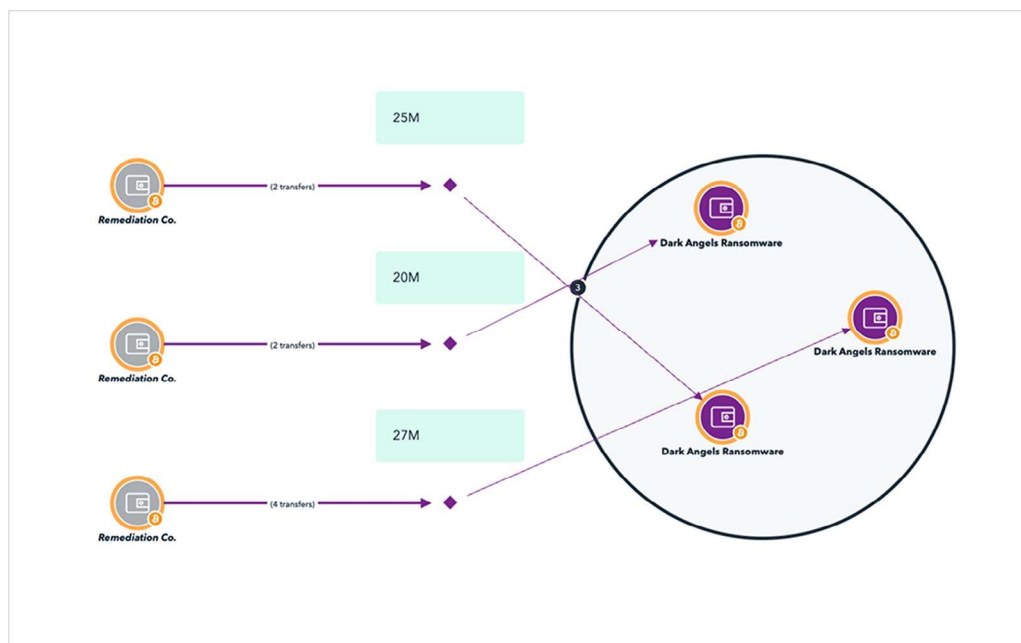 25M
(2 transfers)
Remediation Co.
Dark Angels Ransomware
20M
3
(2 transfers)
Remediation Co.
Dark Angels Ransomware
27M
Dark Angels Ransomware
(4 transfers)
Remediation Co.